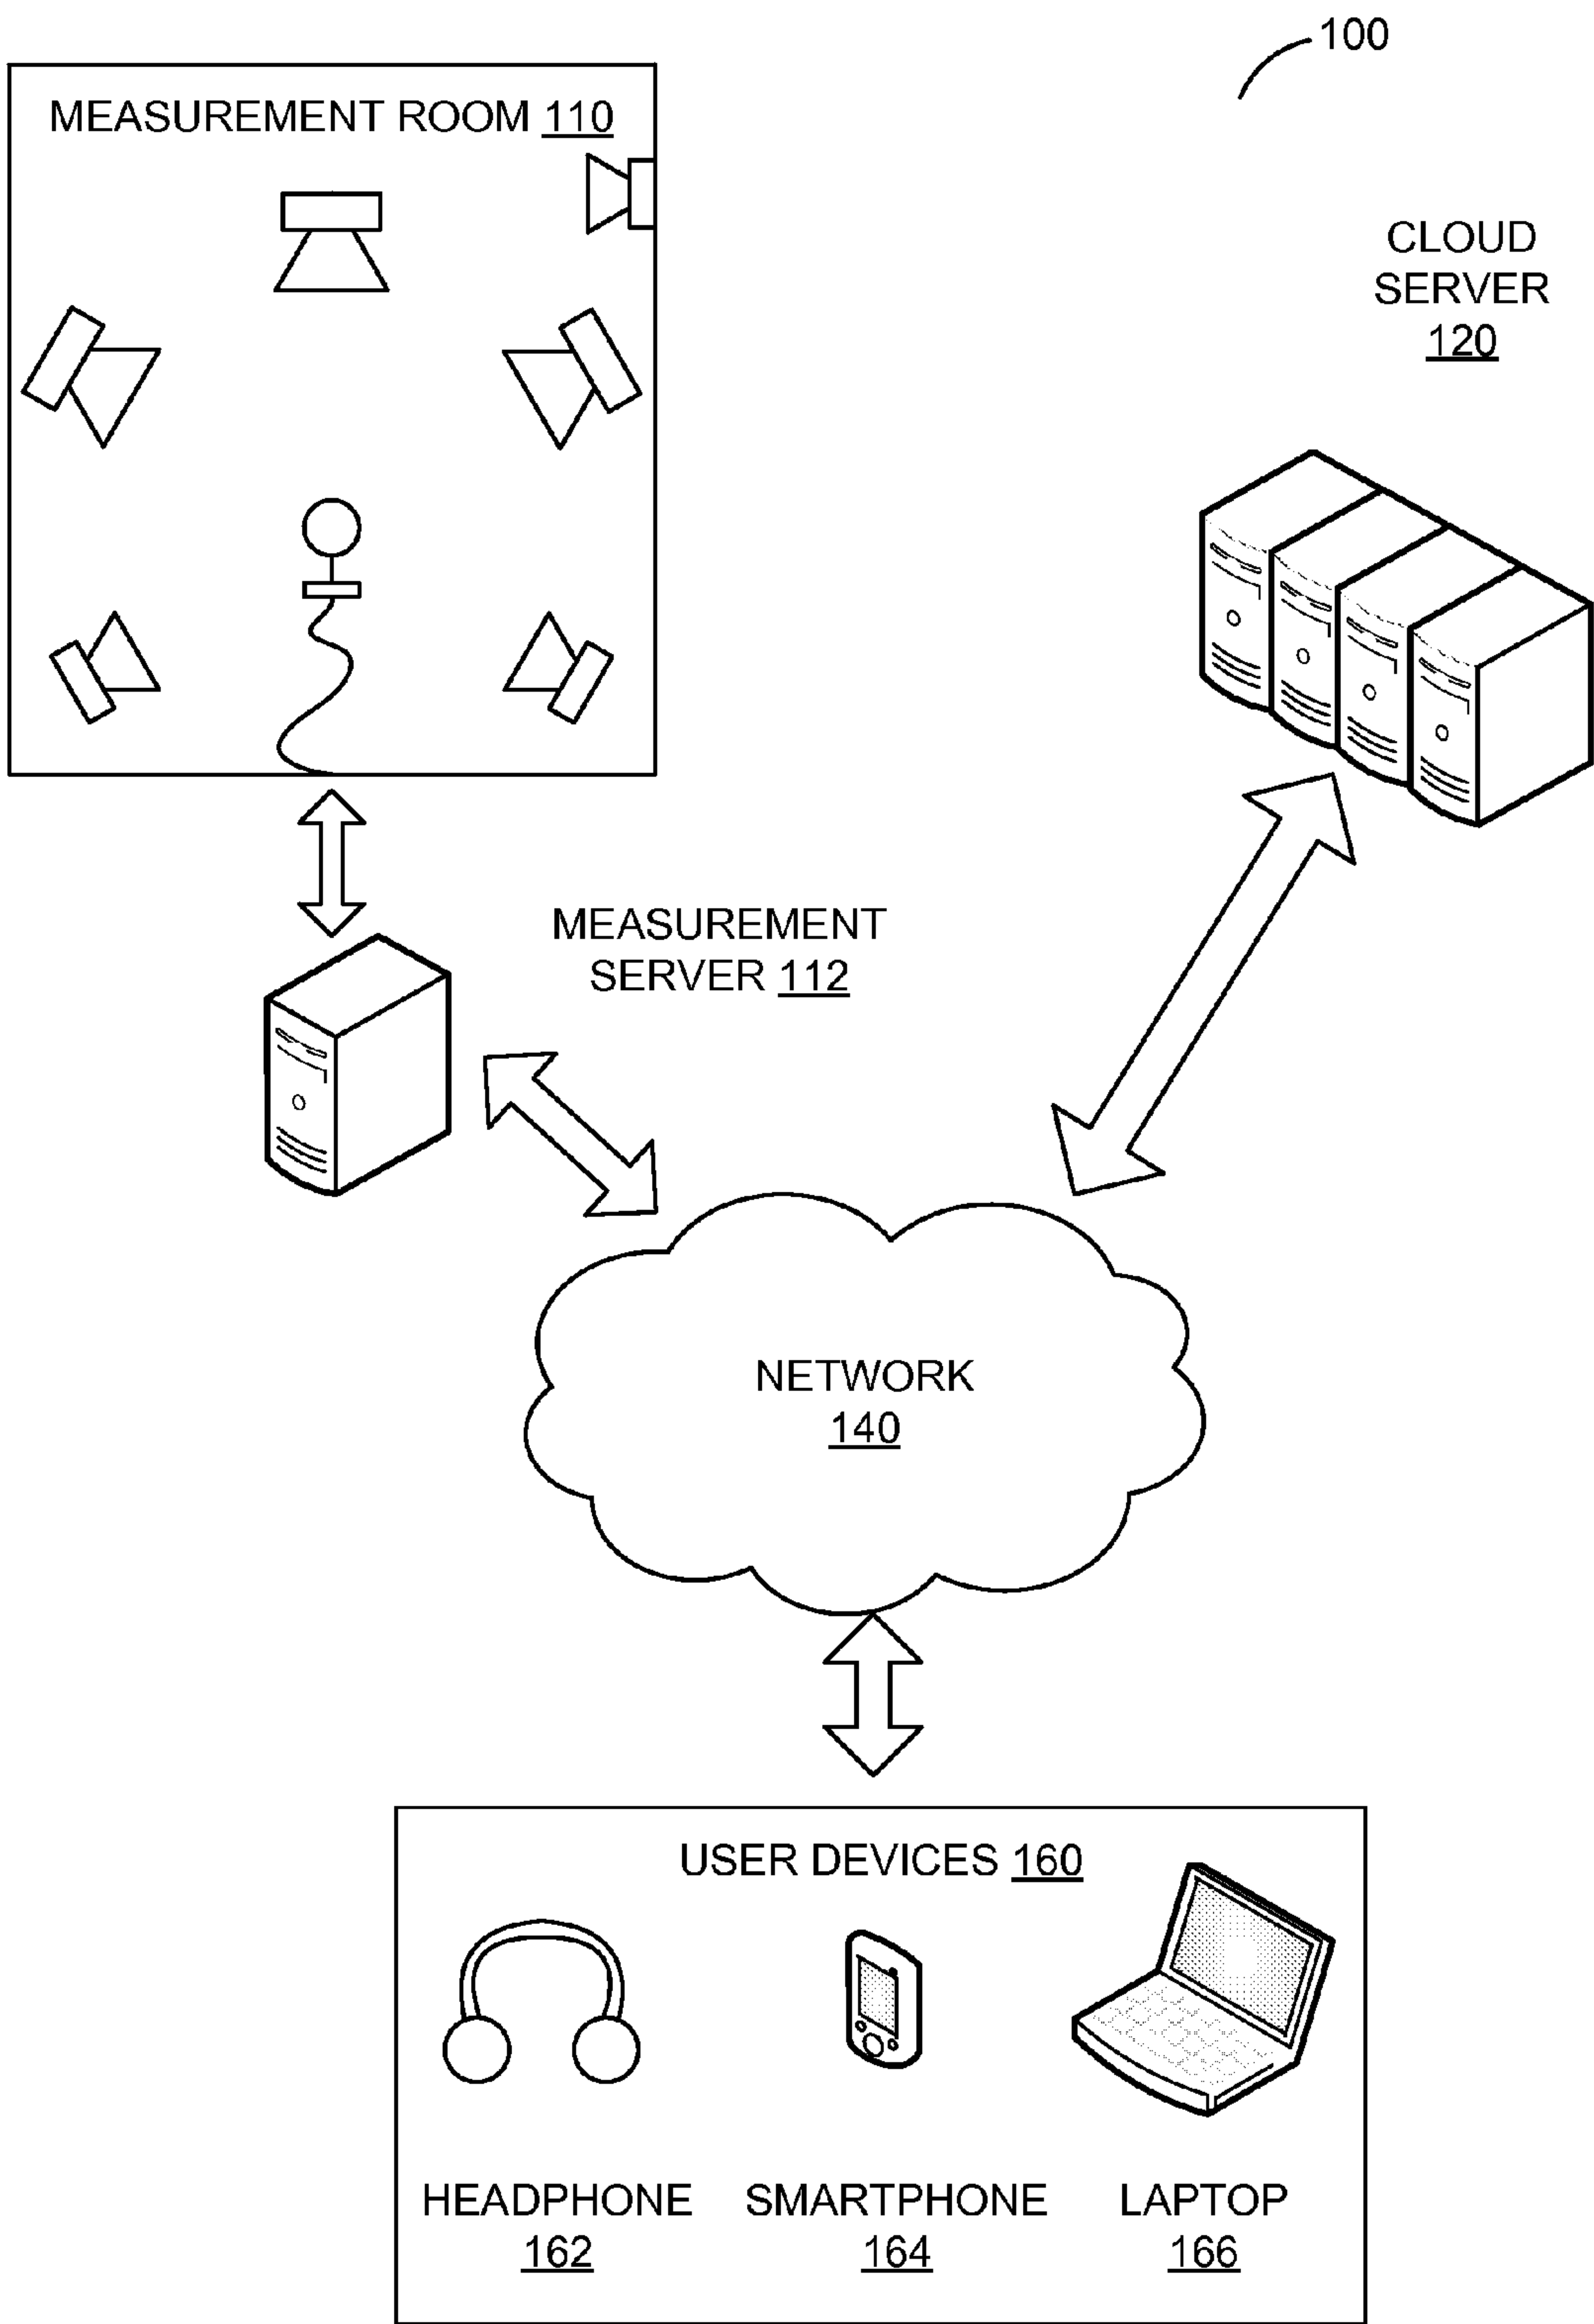 100
MEASUREMENT ROOM 110
CLOUD
SERVER
120
MEASUREMENT
SERVER 112
NETWORK
140
USER DEVICES 160
HEADPHONE
162
SMARTPHONE
164
LAPTOP
166